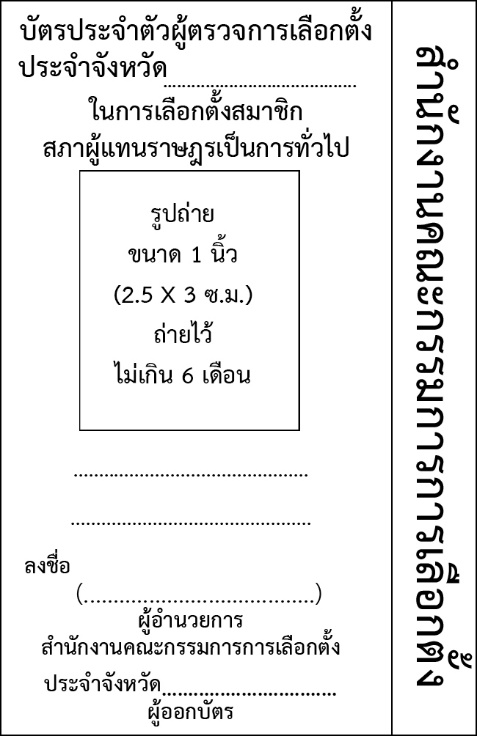 บัตรประจำตัวผู้ตรวจการเลือกตั้ง
ประจำจังหวัด.....................................
ในการเลือกตั้งสมาชิก
สภาผู้แทนราษฎรเป็นการทั่วไป
รูปถ่าย
ขนาด 1 นิ้ว
(2.5 X 3 ซ.ม.)
ถ่ายไว้
ไม่เกิน 6 เดือน
.............................................
..............................................
ลงชื่อ
(.....................................)
ผู้อำนวยการ
สำนักงานคณะกรรมการการเลือกตั้ง
ประจำจังหวัด................................
ผู้ออกบัตร
สำนักงานคณะกรรมการการเลือกตั้ง